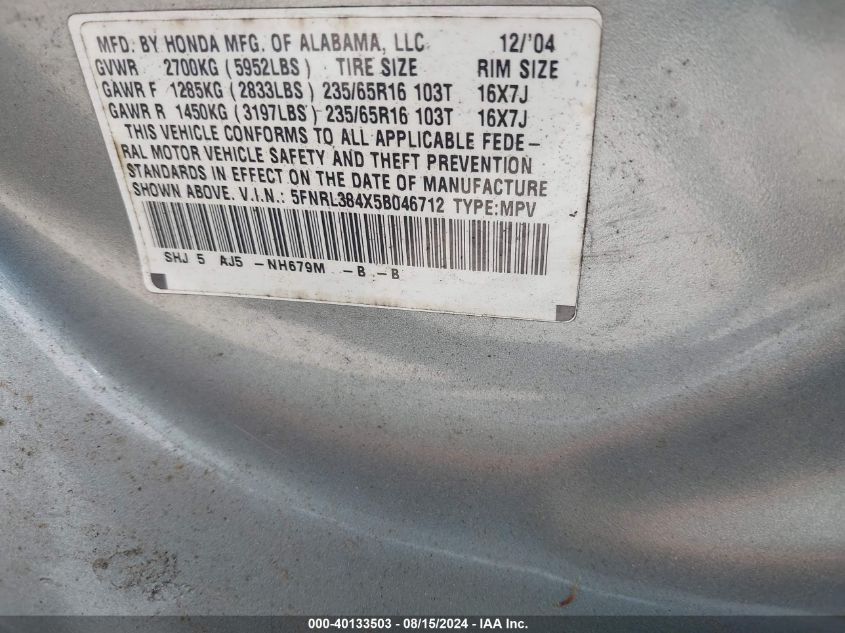 MFD. BY HONDA MFG. OF ALABAMA, LLC 12/'04
GVWR 2700KG (5952LBS) TIRE SIZE RIM SIZE
GAWR F 1285KG (2833LBS) 235/65R16 103T 16X7J
GAWR R 1450KG (3197LBS) 235/65R16 103T 16X7J
THIS VEHICLE CONFORMS TO ALL APPLICABLE FEDE-
RAL MOTOR VEHICLE SAFETY AND THEFT PREVENTION
STANDARDS IN EFFECT ON THE DATE OF MANUFACTURE
SHOWN ABOVE. V.I.N.: 5FNRL384X5B046712 TYPE:MPV
SHJ 5 AJ5 -NH679M -B -B
000-40133503 - 08/15/2024 - IAA Inc.